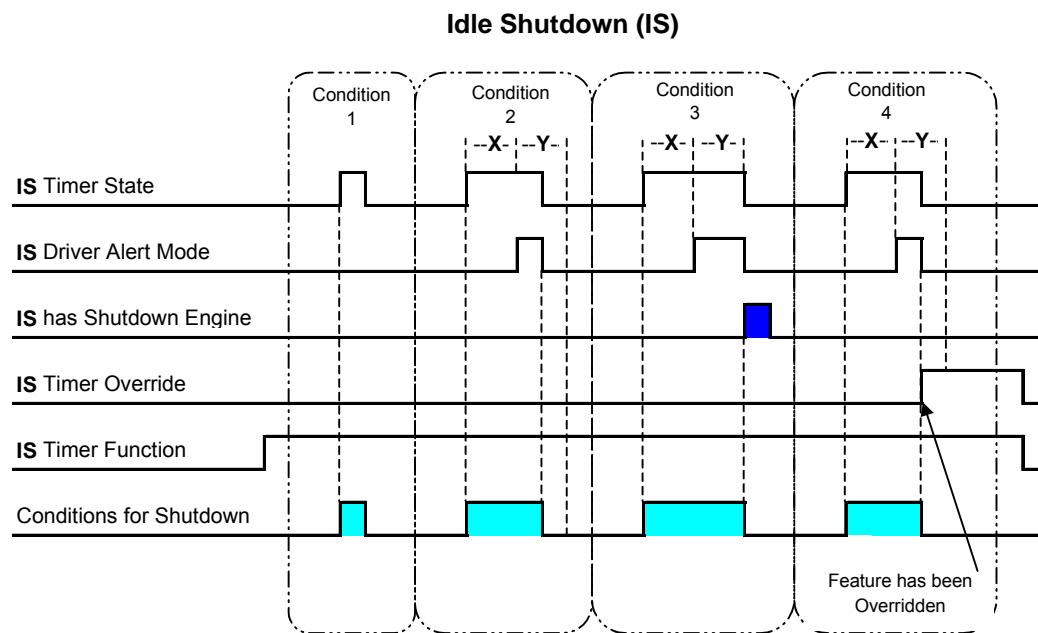 Idle Shutdown (IS)
Condition
1
Condition
2
Condition
3
Condition
4
--X-
--Y-
--X-
--Y-
--X-
--Y-
IS Timer State
IS Driver Alert Mode
IS has Shutdown Engine
IS Timer Override
IS Timer Function
Conditions for Shutdown
Feature has been
Overridden